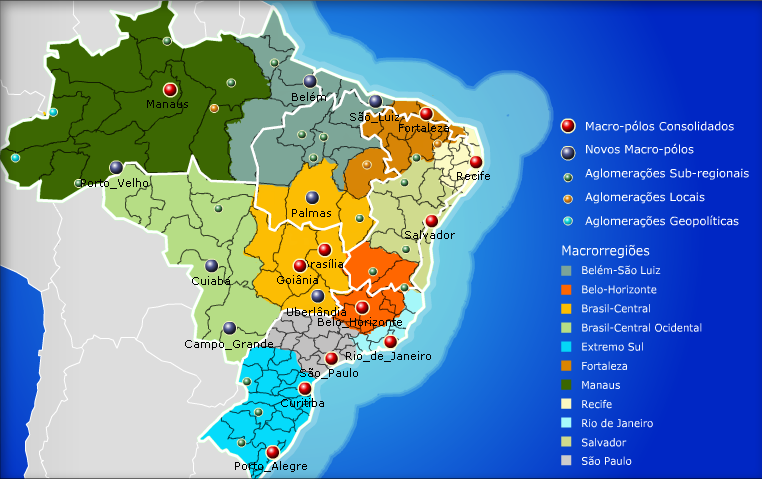 Manaus
Belém
São_Luiz
Fortaleza
Recife
Porto_Velho
Palmas
Salvador
Brasília
Goiânia
Cuiabá
Uberlândia
Belo-Horizonte
Campo_Grande
Rio_de_Janeiro
São_Paulo
Curitiba
Porto_Alegre
Macro-pólos Consolidados
Novos Macro-pólos
Aglomerações Sub-regionais
Aglomerações Locais
Aglomerações Geopolíticas
Macrorregiões
Belém-São Luiz
Belo-Horizonte
Brasil-Central
Brasil-Central Ocidental
Extremo Sul
Fortaleza
Manaus
Recife
Rio de Janeiro
Salvador
São Paulo